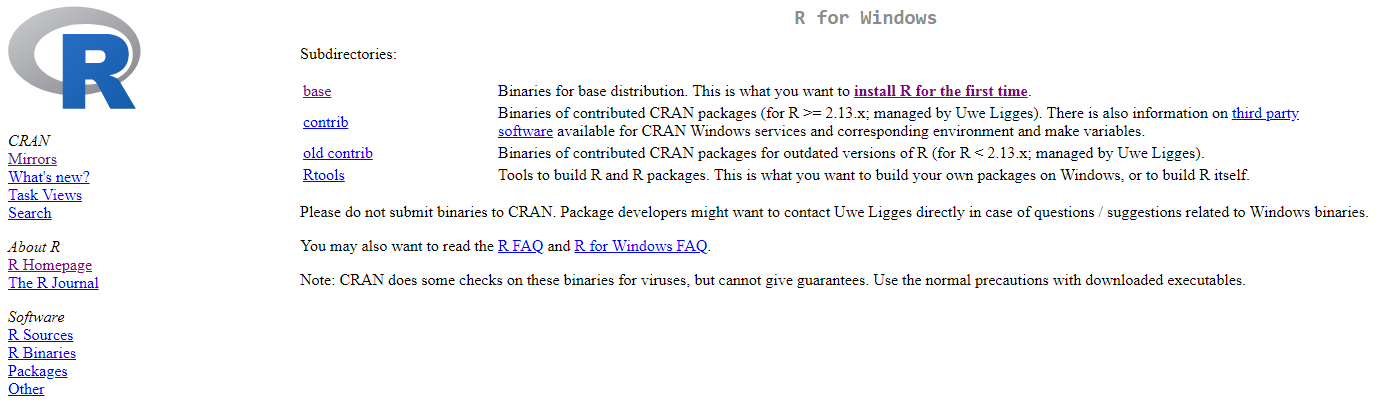 R
CRAN
Mirrors
What's new?
Task Views
Search
About R
R Homepage
The R Journal
Software
R Sources
R Binaries
Packages
Other
R for Windows
Subdirectories:
base Binaries for base distribution. This is what you want to install R for the first time.
contrib Binaries of contributed CRAN packages (for R >= 2.13.x; managed by Uwe Ligges). There is also information on third party
software available for CRAN Windows services and corresponding environment and make variables.
old contrib Binaries of contributed CRAN packages for outdated versions of R (for R < 2.13.x; managed by Uwe Ligges).
Rtools Tools to build R and R packages. This is what you want to build your own packages on Windows, or to build R itself.
Please do not submit binaries to CRAN. Package developers might want to contact Uwe Ligges directly in case of questions / suggestions related to Windows binaries.
You may also want to read the R FAQ and R for Windows FAQ.
Note: CRAN does some checks on these binaries for viruses, but cannot give guarantees. Use the normal precautions with downloaded executables.